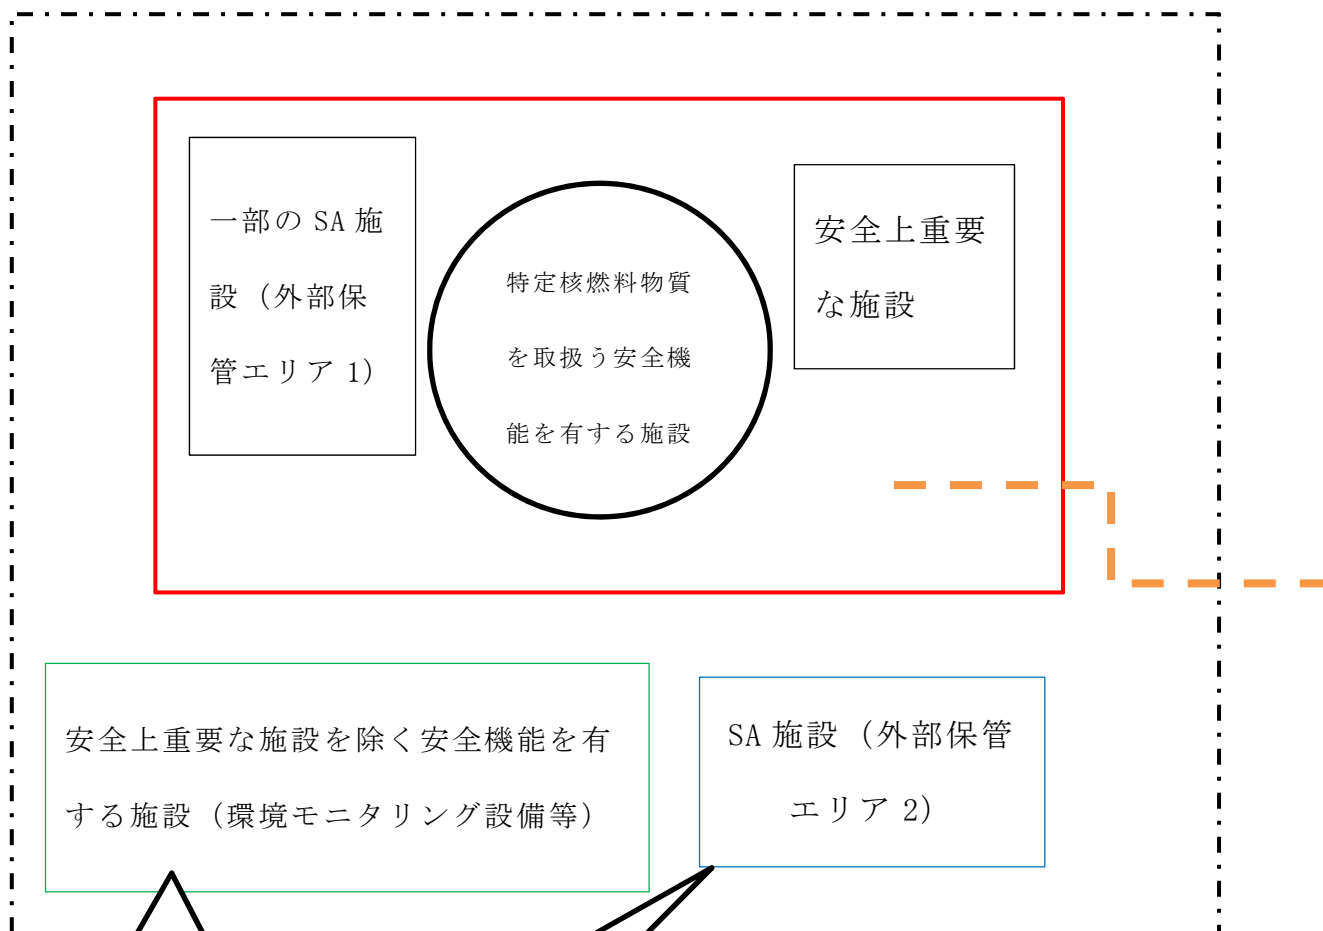 一部の SA 施
設（外部保
管エリア 1）
特定核燃料物質
を取扱う安全機
能を有する施設
安全上重要
な施設
安全上重要な施設を除く安全機能を有
する施設（環境モニタリング設備等）
SA 施設（外部保管
エリア 2）